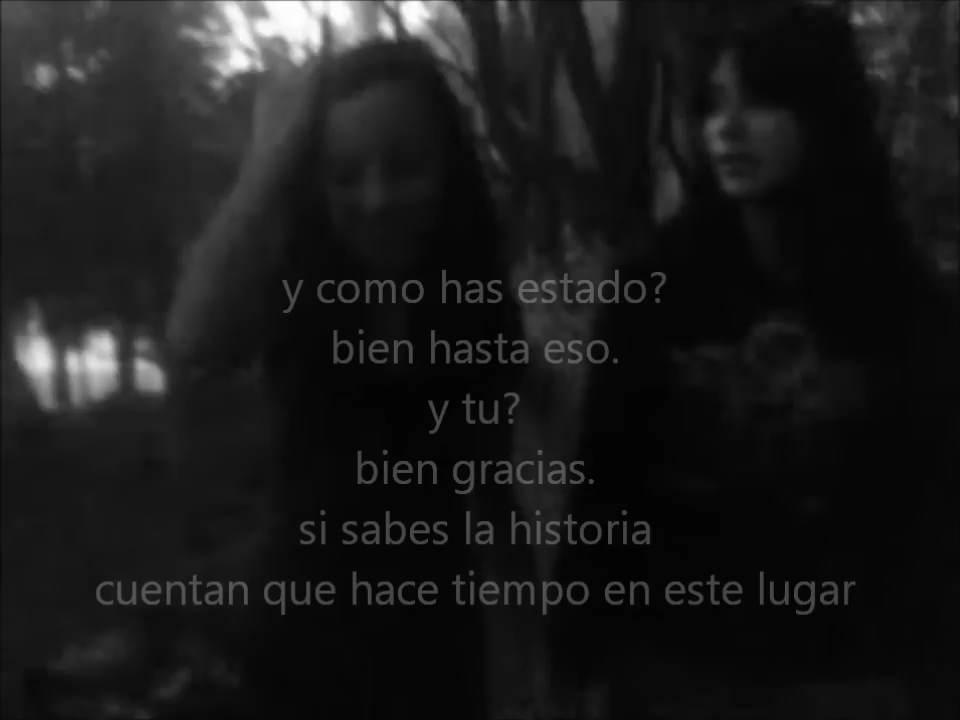 y como has estado?
bien hasta eso.
y tu?
bien gracias.
si sabes la historia
cuentan que hace tiempo en este lugar